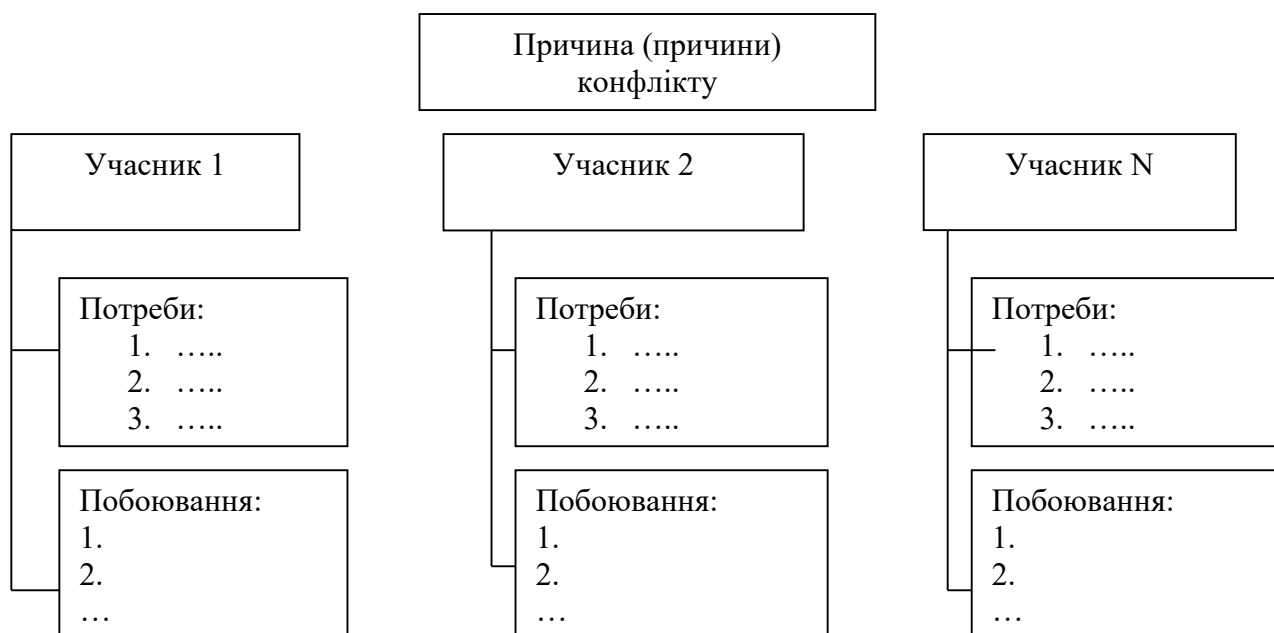 Причина (причини)
конфлікту
Учасник 1
Учасник 2
Учасник N
Потреби:
1. …..
2. …..
3. …..
Потреби:
1. …..
2. …..
3. …..
Потреби:
1. …..
2. …..
3. …..
Побоювання:
1.
2.
…
Побоювання:
1.
2.
…
Побоювання:
1.
2.
…